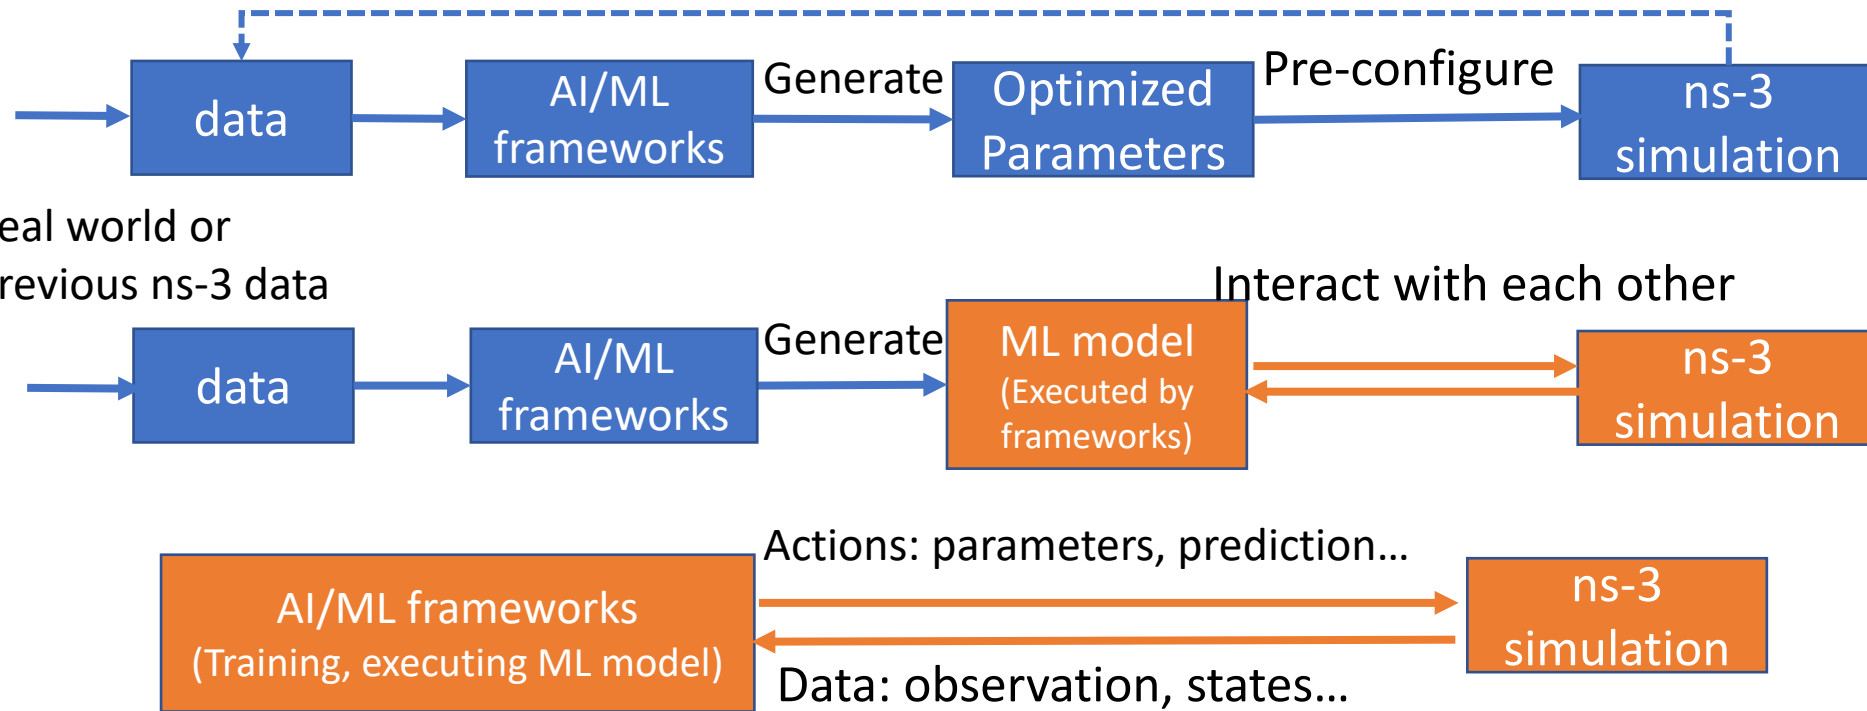 data
AI/ML
frameworks
Generate
Optimized
Parameters
Pre-configure
ns-3
simulation
eal world or
revious ns-3 data
data
AI/ML
frameworks
Generate
ML model
(Executed by
frameworks)
Interact with each other
ns-3
simulation
AI/ML frameworks
(Training, executing ML model)
Actions: parameters, prediction…
Data: observation, states…
ns-3
simulation